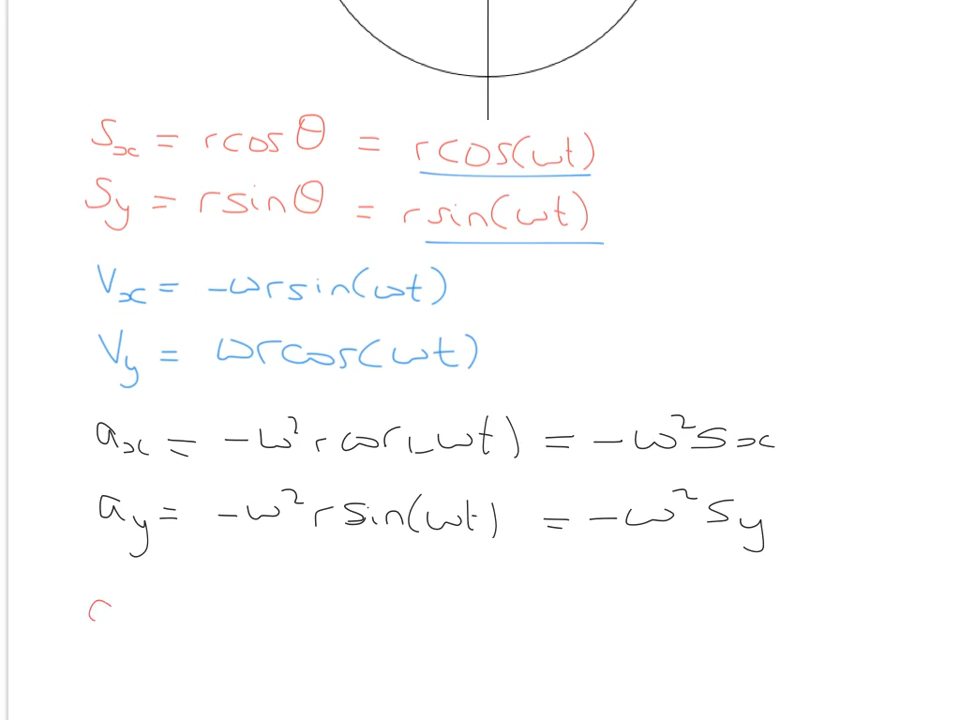 Sx = rcosθ = rcos(ωt)
Sy = rsinθ = rsin(ωt)
Vx = -ωrsin(ωt)
Vy = ωrcos(ωt)
ax = -ω²rcos(ωt) = -ω²Sx
ay = -ω²rsin(ωt) = -ω²Sy